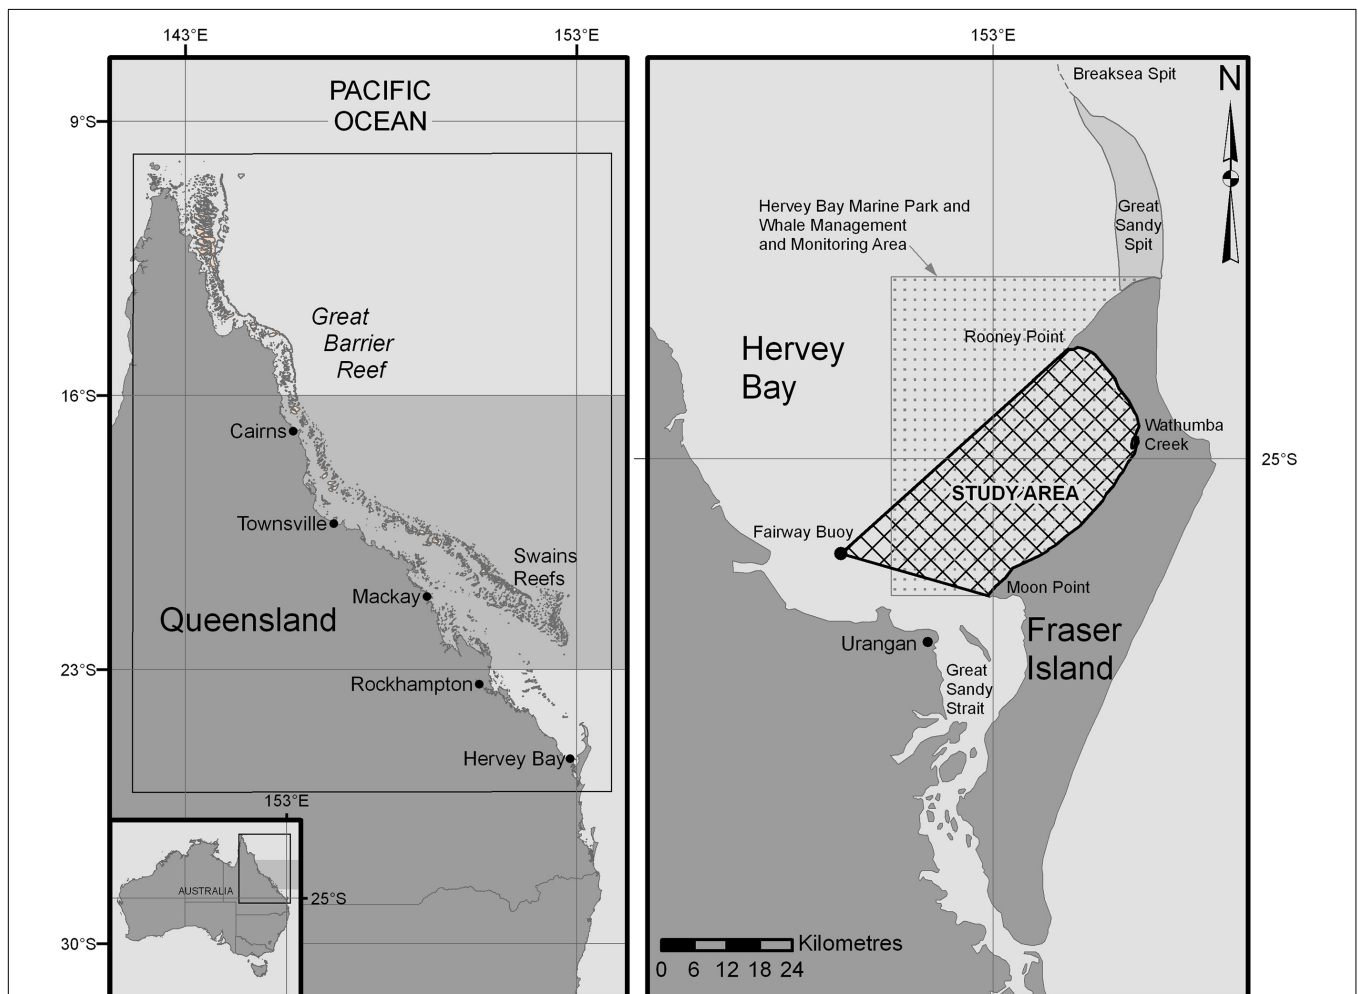 143°E
153°E
9°S
PACIFIC
OCEAN
Great
Barrier
Reef
16°S
Cairns
Townsville
Swains
Reefs
Mackay
Queensland
23°S
Rockhampton
Hervey Bay
153°E
AUSTRALIA
25°S
30°S
153°E
Breaksea Spit
N
Hervey Bay Marine Park and
Whale Management
and Monitoring Area
Great
Sandy
Spit
Rooney Point
Hervey
Bay
Wathumba
Creek
25°S
STUDY AREA
Fairway Buoy
Moon Point
Fraser
Island
Urangan
Great
Sandy
Strait
Kilometres
0 6 12 18 24